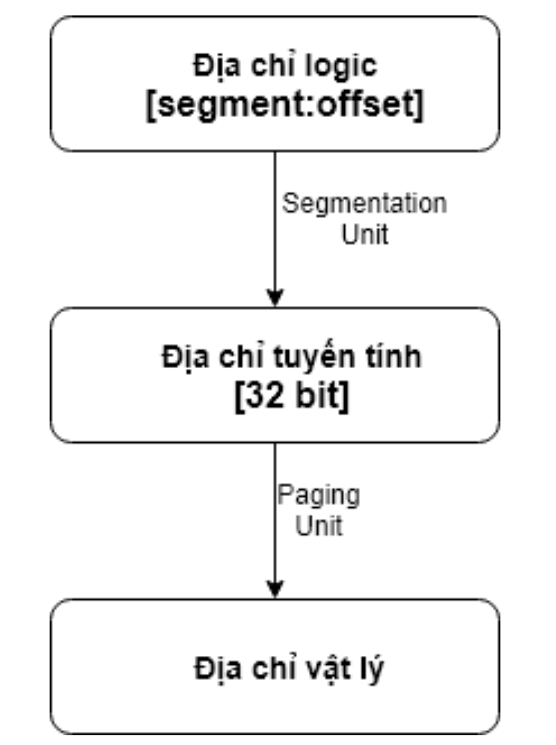 Địa chỉ logic
[segment:offset]
Segmentation
Unit
Địa chỉ tuyến tính
[32 bit]
Paging
Unit
Địa chỉ vật lý